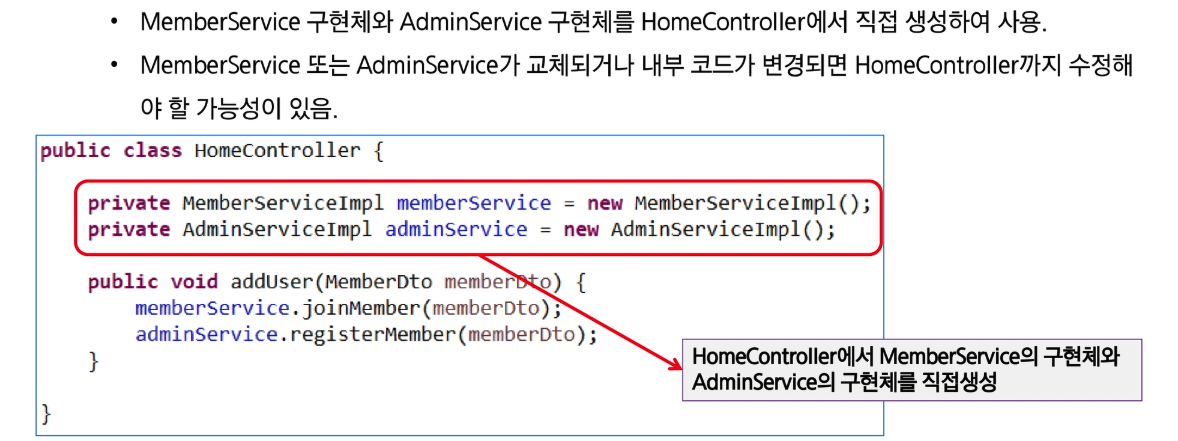 • MemberService 구현체와 AdminService 구현체를 HomeController에서 직접 생성하여 사용.
• MemberService 또는 AdminService가 교체되거나 내부 코드가 변경되면 HomeController까지 수정해
야 할 가능성이 있음.
public class HomeController {
private MemberServiceImpl memberService = new MemberServiceImpl();
private AdminServiceImpl adminService = new AdminServiceImpl();
public void addUser(MemberDto memberDto) {
memberService.joinMember(memberDto);
adminService.registerMember(memberDto);
}
}
HomeController에서 MemberService의 구현체와
AdminService의 구현체를 직접생성